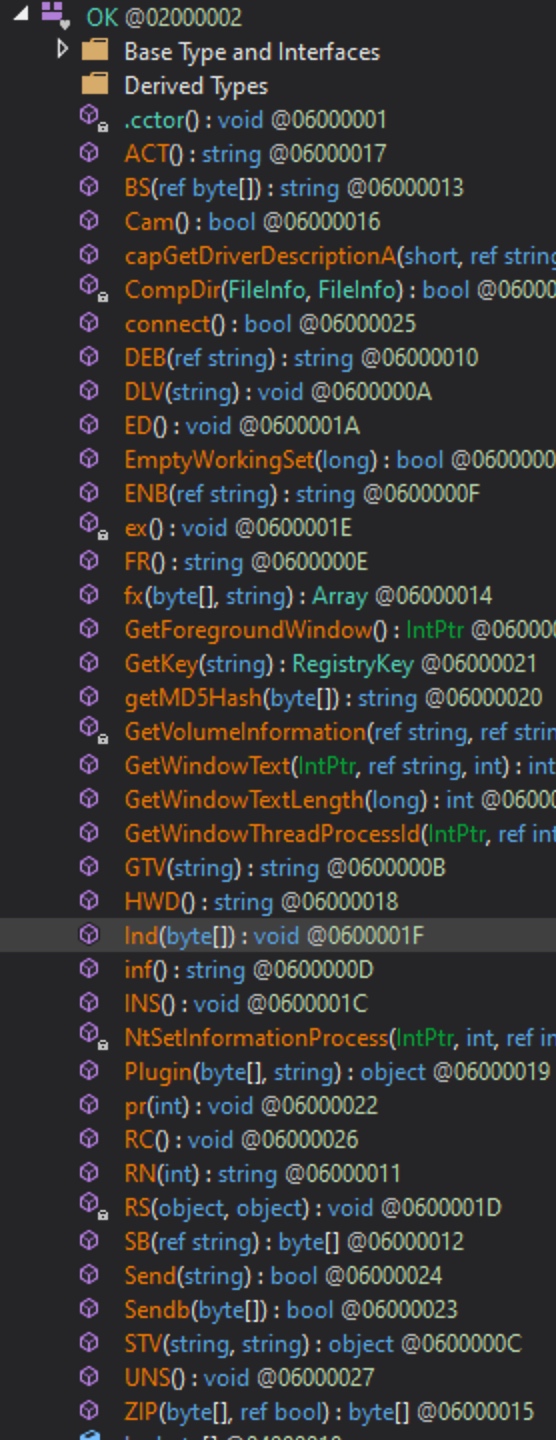 OK @02000002
Base Type and Interfaces
Derived Types
.cctor() : void @06000001
ACT() : string @06000017
BS(ref byte[]) : string @06000013
Cam() : bool @06000016
capGetDriverDescriptionA(short, ref string
CompDir(FileInfo, FileInfo) : bool @06000
connect() : bool @06000025
DEB(ref string) : string @06000010
DLV(string) : void @0600000A
ED() : void @0600001A
EmptyWorkingSet(long) : bool @0600000
ENB(ref string) : string @0600000F
ex() : void @0600001E
FR() : string @0600000E
fx(byte[], string) : Array @06000014
GetForegroundWindow() : IntPtr @06000
GetKey(string) : RegistryKey @06000021
getMD5Hash(byte[]) : string @06000020
GetVolumeInformation(ref string, ref strin
GetWindowText(IntPtr, ref string, int) : int
GetWindowTextLength(long) : int @06000
GetWindowThreadProcessId(IntPtr, ref int
GTV(string) : string @0600000B
HWD() : string @06000018
Ind(byte[]) : void @0600001F
inf() : string @0600000D
INS() : void @0600001C
NtSetInformationProcess(IntPtr, int, ref in
Plugin(byte[], string) : object @06000019
pr(int) : void @06000022
RC() : void @06000026
RN(int) : string @06000011
RS(object, object) : void @0600001D
SB(ref string) : byte[] @06000012
Send(string) : bool @06000024
Sendb(byte[]) : bool @06000023
STV(string, string) : object @0600000C
UNS() : void @06000027
ZIP(byte[], ref bool) : byte[] @06000015